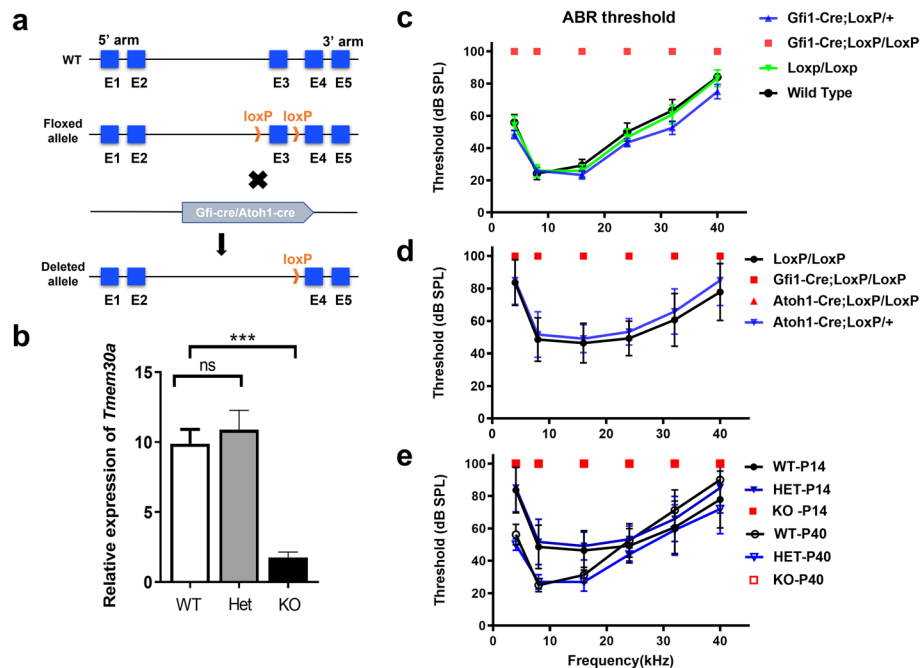 a
5' arm
3' arm
WT
E1 E2 E3 E4 E5
Floxed
allele
loxP loxP
E1 E2 E3 E4 E5
Gfi-cre/Atoh1-cre
Deleted
allele
loxP
E1 E2 E4 E5
b
Relative expression of Tmem30a
15
10
5
0
***
ns
WT Het KO
c
ABR threshold
Threshold (dB SPL)
100
80
60
40
20
0
0 10 20 30 40
Gfi1-Cre;LoxP/+
Gfi1-Cre;LoxP/LoxP
Loxp/Loxp
Wild Type
d
Threshold (dB SPL)
100
80
60
40
20
0
0 10 20 30 40
LoxP/LoxP
Gfi1-Cre;LoxP/LoxP
Atoh1-Cre;LoxP/LoxP
Atoh1-Cre;LoxP/+
e
Threshold (dB SPL)
100
80
60
40
20
0
0 10 20 30 40
Frequency(kHz)
WT-P14
HET-P14
KO -P14
WT-P40
HET-P40
KO-P40